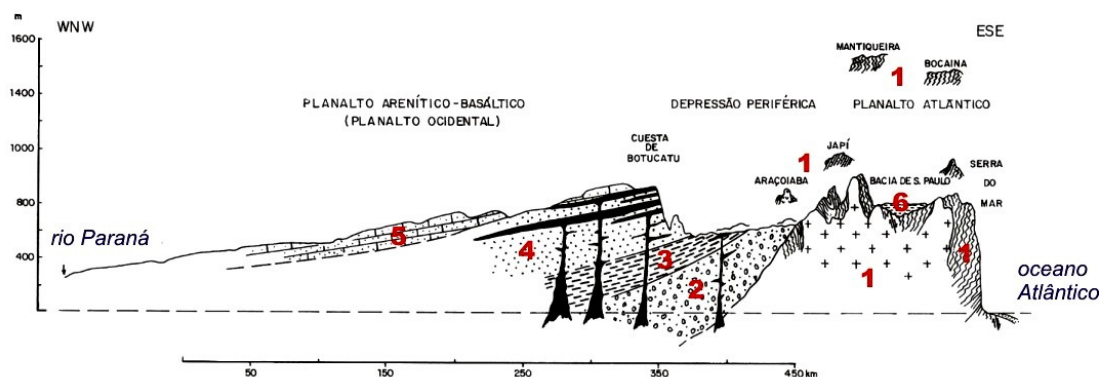 m
WNW
ESE
1600
1400
1000
800
400
MANTIQUEIRA
1
BOCAINA
PLANALTO ARENÍTICO-BASÁLTICO
(PLANALTO OCIDENTAL)
DEPRESSÃO PERIFÉRICA
PLANALTO ATLÂNTICO
CUESTA
DE
BOTUCATU
1
JAPÍ
ARAÇOIABA
BACIA DE S. PAULO
6
SERRA
DO
MAR
rio Paraná
5
4
3
2
1
1
oceano
Atlântico
50
150
250
350
450 km